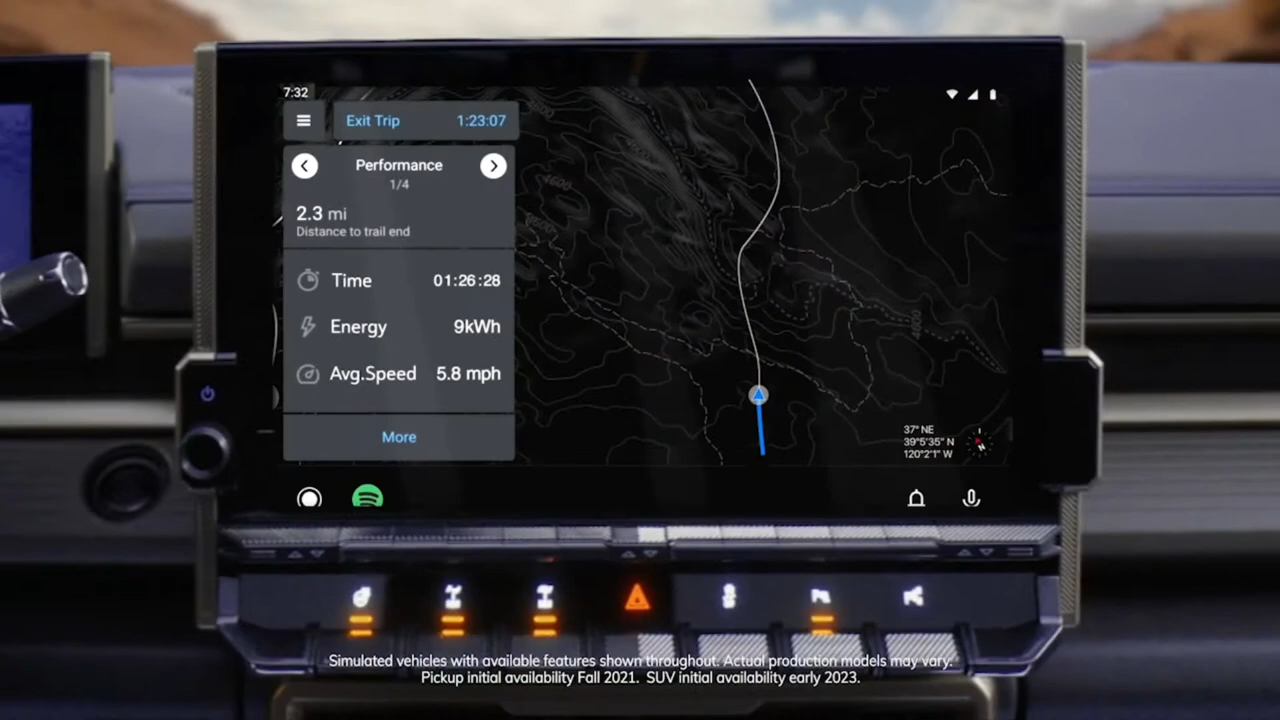 7:32
Exit Trip 1:23:07
Performance
1/4
2.3 mi
Distance to trail end
Time 01:26:28
Energy 9kWh
Avg.Speed 5.8 mph
More
4600
4600
37° NE
39°5'35" N
120°2'1" W
N
Simulated vehicles with available features shown throughout. Actual production models may vary.
Pickup initial availability Fall 2021. SUV initial availability early 2023.